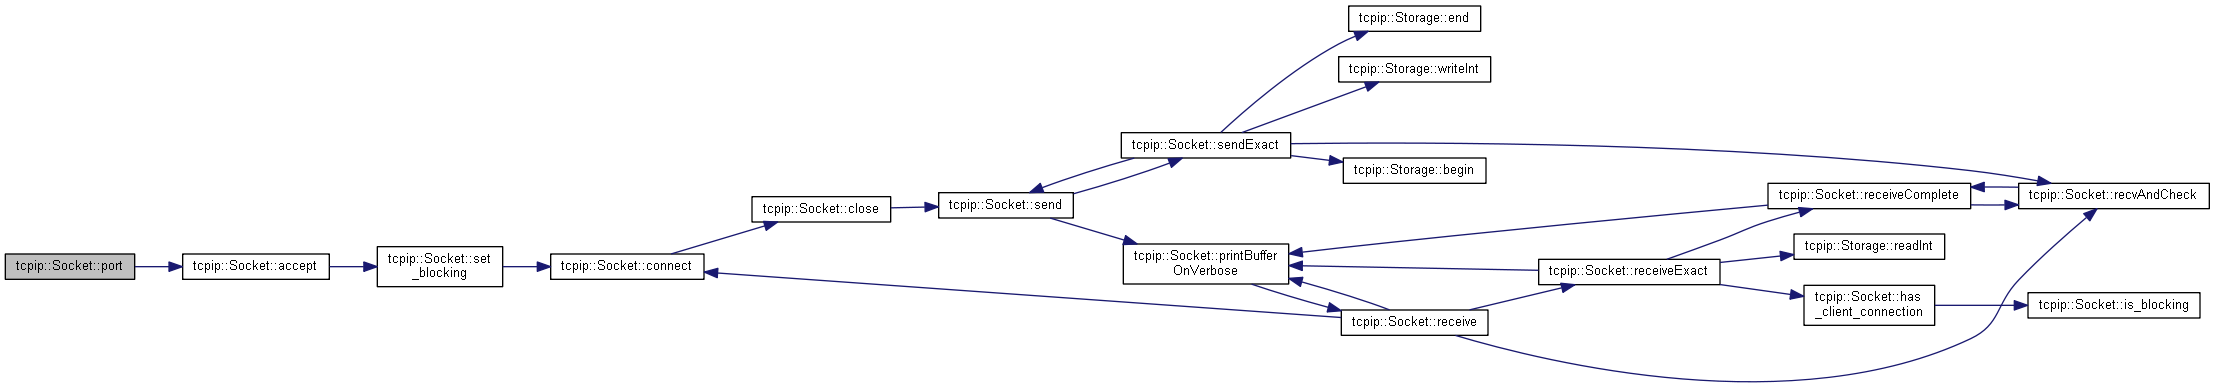 tcpip::Storage::end
tcpip::Storage::writeInt
tcpip::Socket::sendExact
tcpip::Storage::begin
tcpip::Socket::receiveComplete
tcpip::Socket::recvAndCheck
tcpip::Socket::close
tcpip::Socket::send
tcpip::Socket::port
tcpip::Socket::accept
tcpip::Socket::set
_blocking
tcpip::Socket::connect
tcpip::Socket::printBuffer
OnVerbose
tcpip::Storage::readInt
tcpip::Socket::receiveExact
tcpip::Socket::has
_client_connection
tcpip::Socket::is_blocking
tcpip::Socket::receive